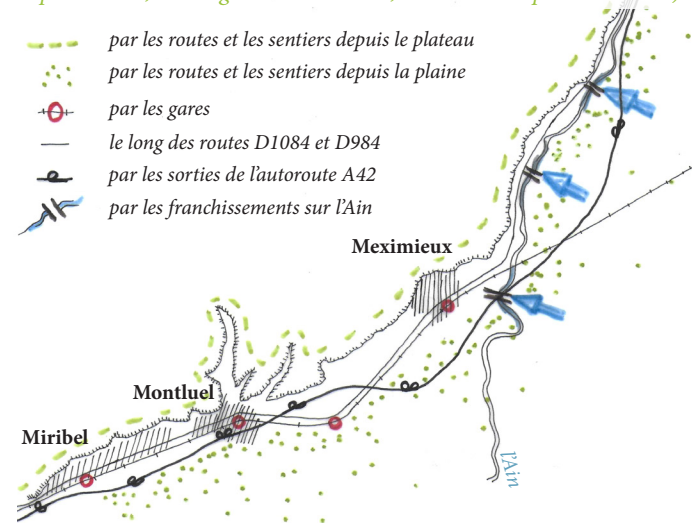 par les routes et les sentiers depuis le plateau
par les routes et les sentiers depuis la plaine
par les gares
le long des routes D1084 et D984
par les sorties de l'autoroute A42
par les franchissements sur l'Ain
Meximieux
Montluel
Miribel
l'Ain